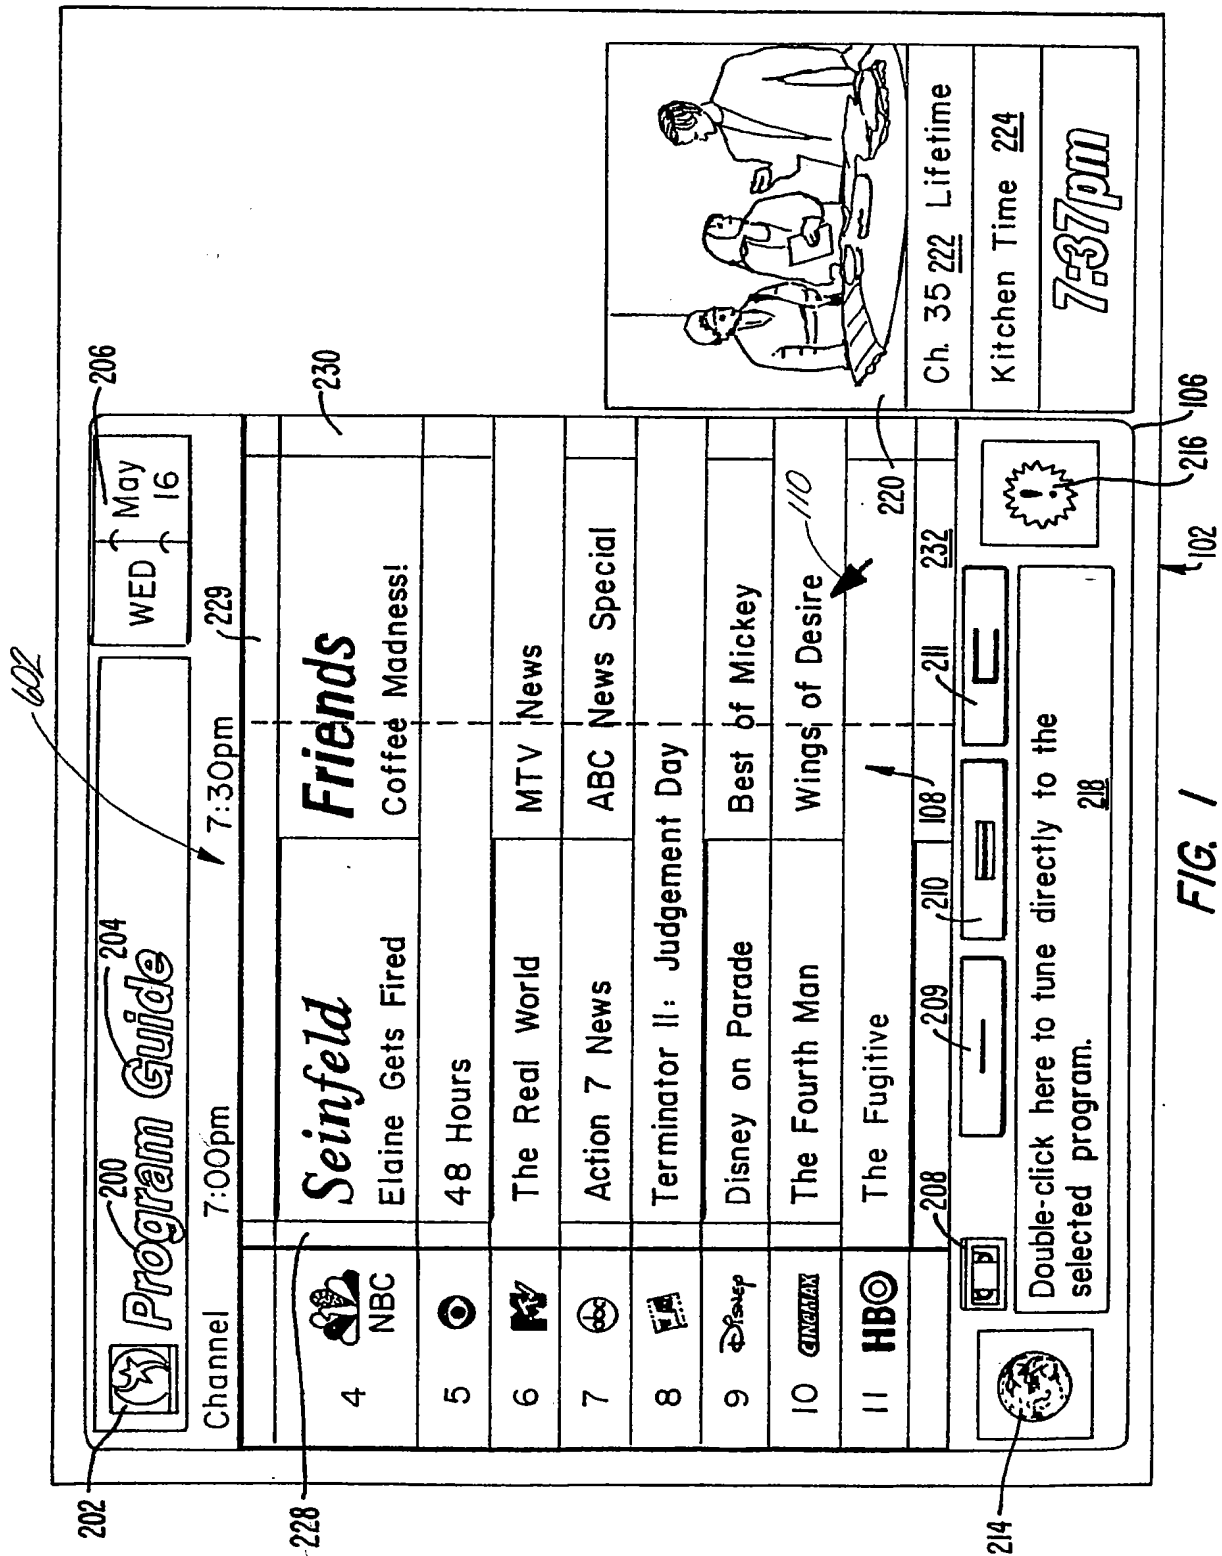 602
202
200
204
206
Program Guide
WED
May
16
Channel
7:00pm
7:30pm
229
228
230
4
NBC
Seinfeld
Elaine Gets Fired
Friends
Coffee Madness!
5
48 Hours
6
The Real World
MTV News
7
abc
Action 7 News
ABC News Special
8
Terminator II: Judgement Day
9
Disney
Disney on Parade
Best of Mickey
10
CINEMAX
The Fourth Man
Wings of Desire
110
11
HBO
The Fugitive
108
220
208
209
210
211
232
214
216
Double-click here to tune directly to the
selected program.
218
106
102
Ch. 35 222 Lifetime
Kitchen Time 224
7:37pm
FIG. 1